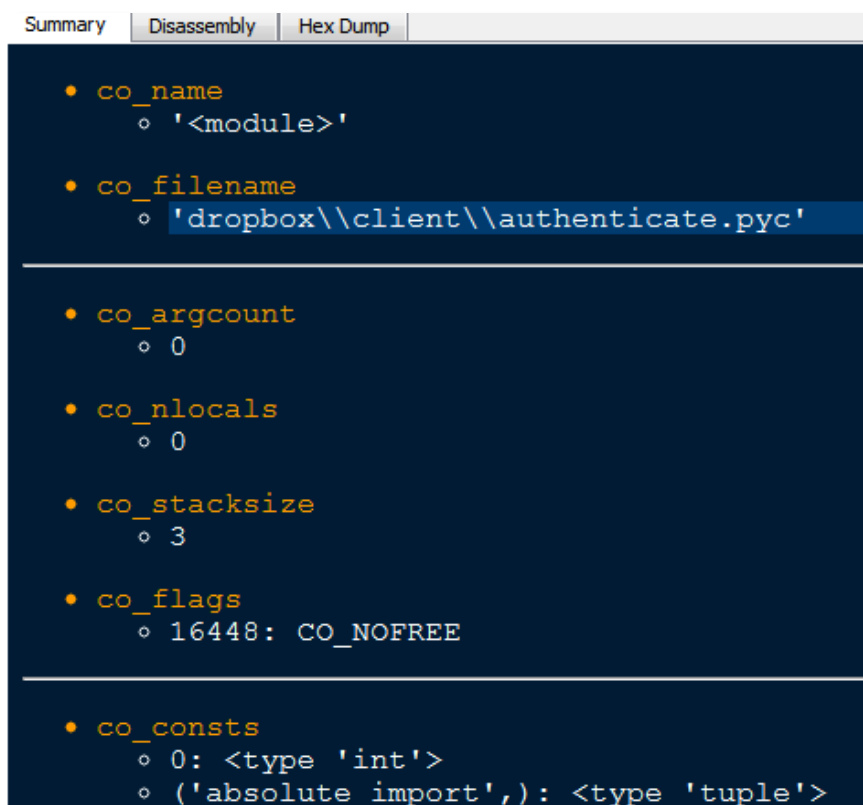 Summary Disassembly Hex Dump
• co_name
◦ '<module>'
• co_filename
◦ 'dropbox\\client\\authenticate.pyc'
• co_argcount
◦ 0
• co_nlocals
◦ 0
• co_stacksize
◦ 3
• co_flags
◦ 16448: CO_NOFREE
• co_consts
◦ 0: <type 'int'>
◦ ('absolute_import',): <type 'tuple'>